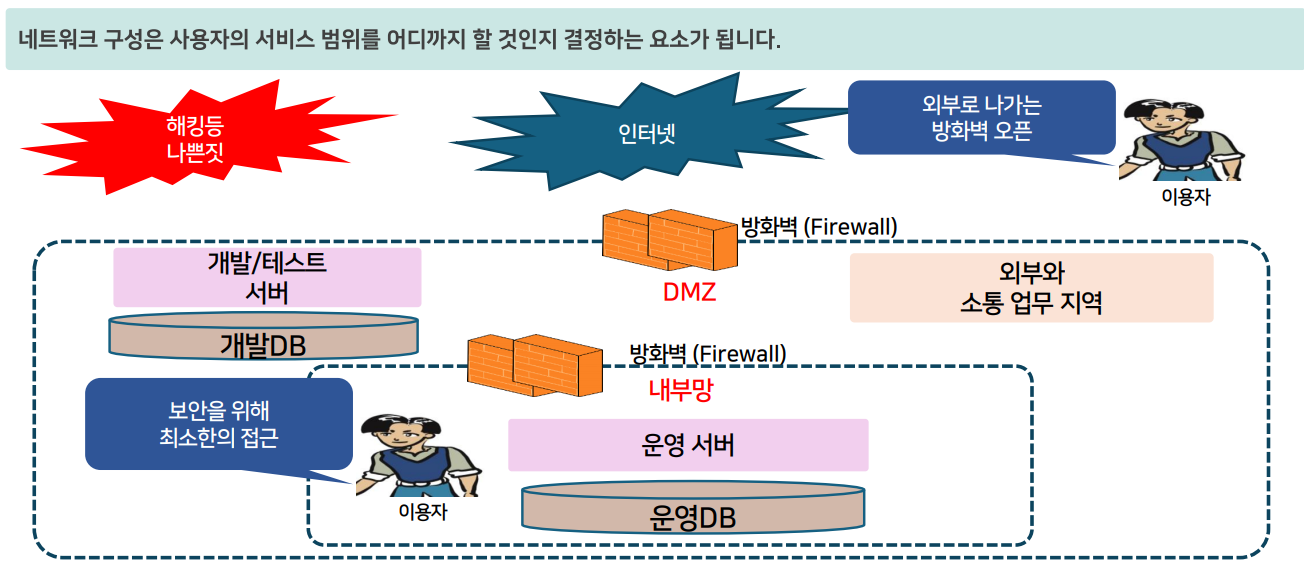 네트워크 구성은 사용자의 서비스 범위를 어디까지 할 것인지 결정하는 요소가 됩니다.
해킹등
나쁜짓
인터넷
외부로 나가는
방화벽 오픈
이용자
방화벽 (Firewall)
DMZ
개발/테스트
서버
개발DB
외부와
소통 업무 지역
방화벽 (Firewall)
내부망
보안을 위해
최소한의 접근
이용자
운영 서버
운영DB